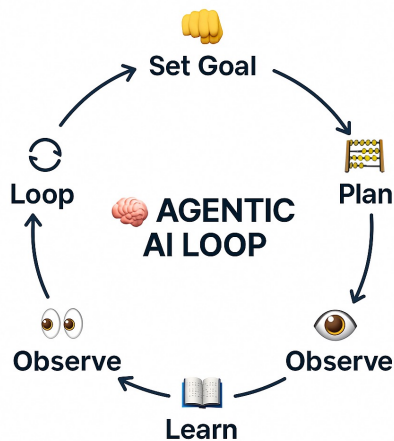 Set Goal
Plan
Observe
Learn
Observe
Loop
AGENTIC
AI LOOP